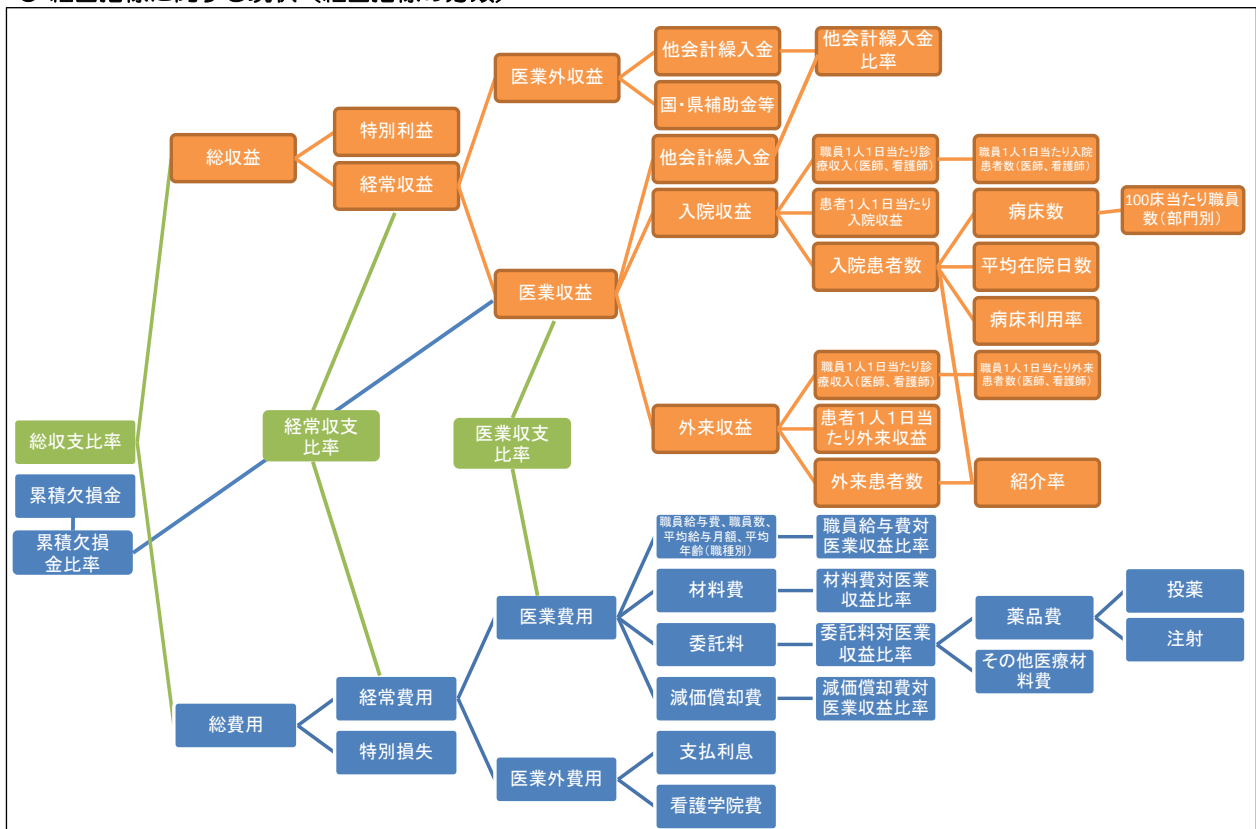 他会計繰入金
他会計繰入金
比率
医業外収益
国・県補助金等
特別利益
総収益
経常収益
他会計繰入金
職員1人1日当たり診
療収入(医師、看護師)
職員1人1日当たり入院
患者数(医師、看護師)
入院収益
患者1人1日当たり
入院収益
病床数
100床当たり職員
数(部門別)
入院患者数
平均在院日数
医業収益
病床利用率
職員1人1日当たり診
療収入(医師、看護師)
職員1人1日当たり外来
患者数(医師、看護師)
外来収益
患者1人1日当
たり外来収益
外来患者数
紹介率
総収支比率
経常収支
比率
医業収支
比率
累積欠損金
累積欠損
金比率
職員給与費、職員数、
平均給与月額、平均
年齢(職種別)
職員給与費対
医業収益比率
材料費
材料費対医業
収益比率
医業費用
委託料
委託料対医業
収益比率
薬品費
投薬
注射
その他医療材
料費
減価償却費
減価償却費対
医業収益比率
経常費用
総費用
特別損失
医業外費用
支払利息
看護学院費